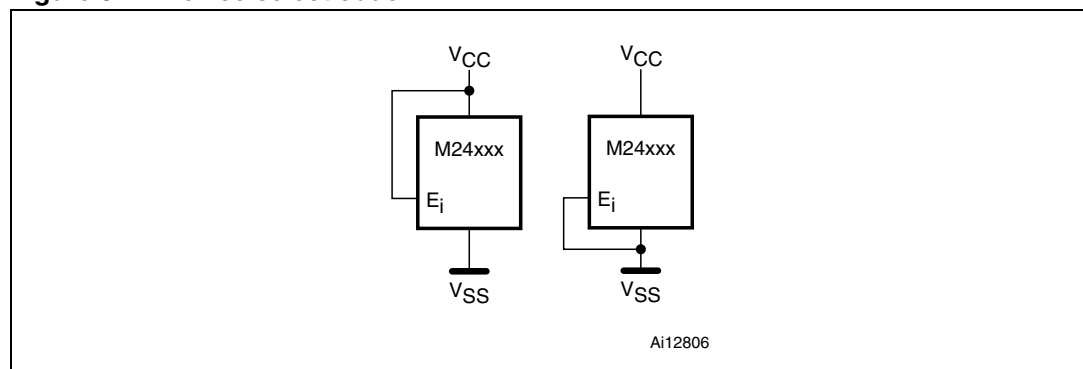 VCC VCC
M24xxx M24xxx
Ei Ei
VSS VSS
Ai12806